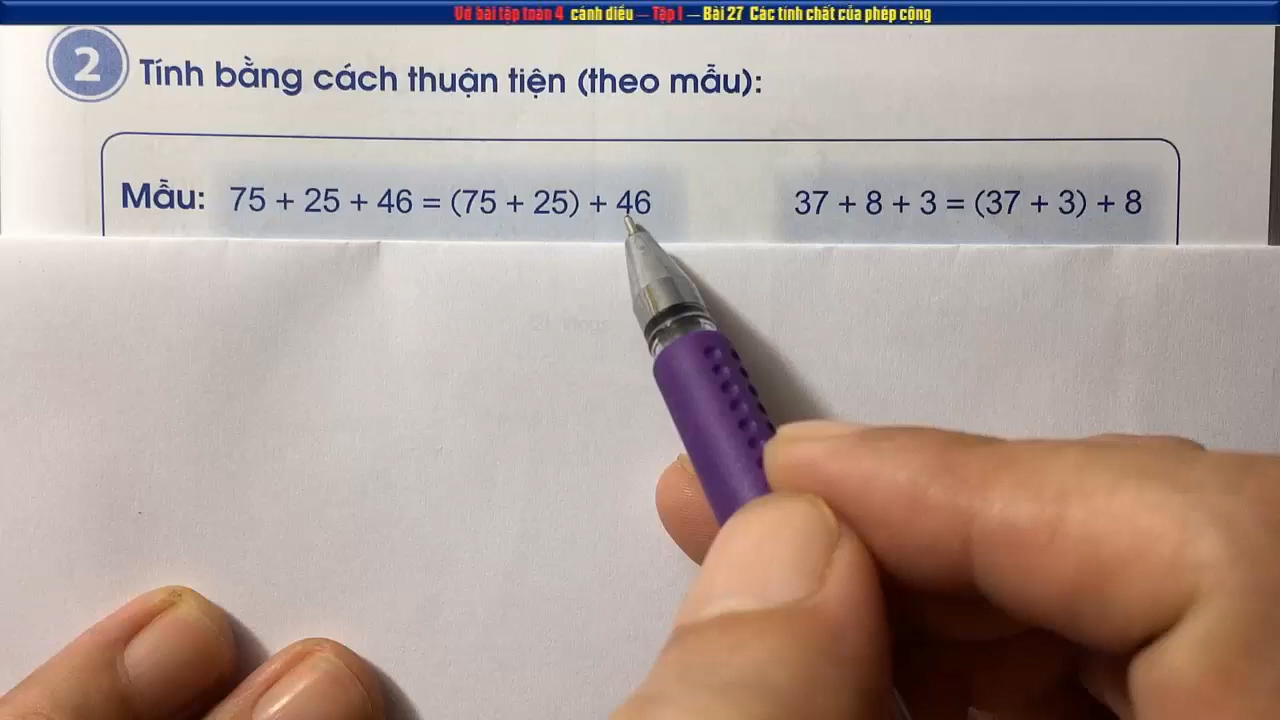 Vở bài tập toán 4 cánh diều – Tập 1 – Bài 27 Các tính chất của phép cộng
2 Tính bằng cách thuận tiện (theo mẫu):
Mẫu: 75 + 25 + 46 = (75 + 25) + 46 37 + 8 + 3 = (37 + 3) + 8